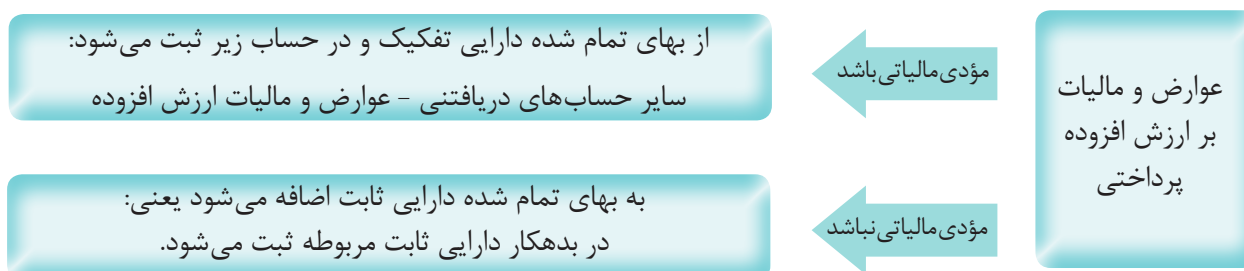 عوارض و مالیات
بر ارزش افزوده
پرداختی
مؤدی‌مالیاتی‌باشد
از بهای تمام شده دارایی تفکیک و در حساب زیر ثبت می‌شود:
سایر حساب‌های دریافتنی - عوارض و مالیات ارزش افزوده
مؤدی‌مالیاتی‌نباشد
به بهای تمام شده دارایی ثابت اضافه می‌شود یعنی:
در بدهکار دارایی ثابت مربوطه ثبت می‌شود.